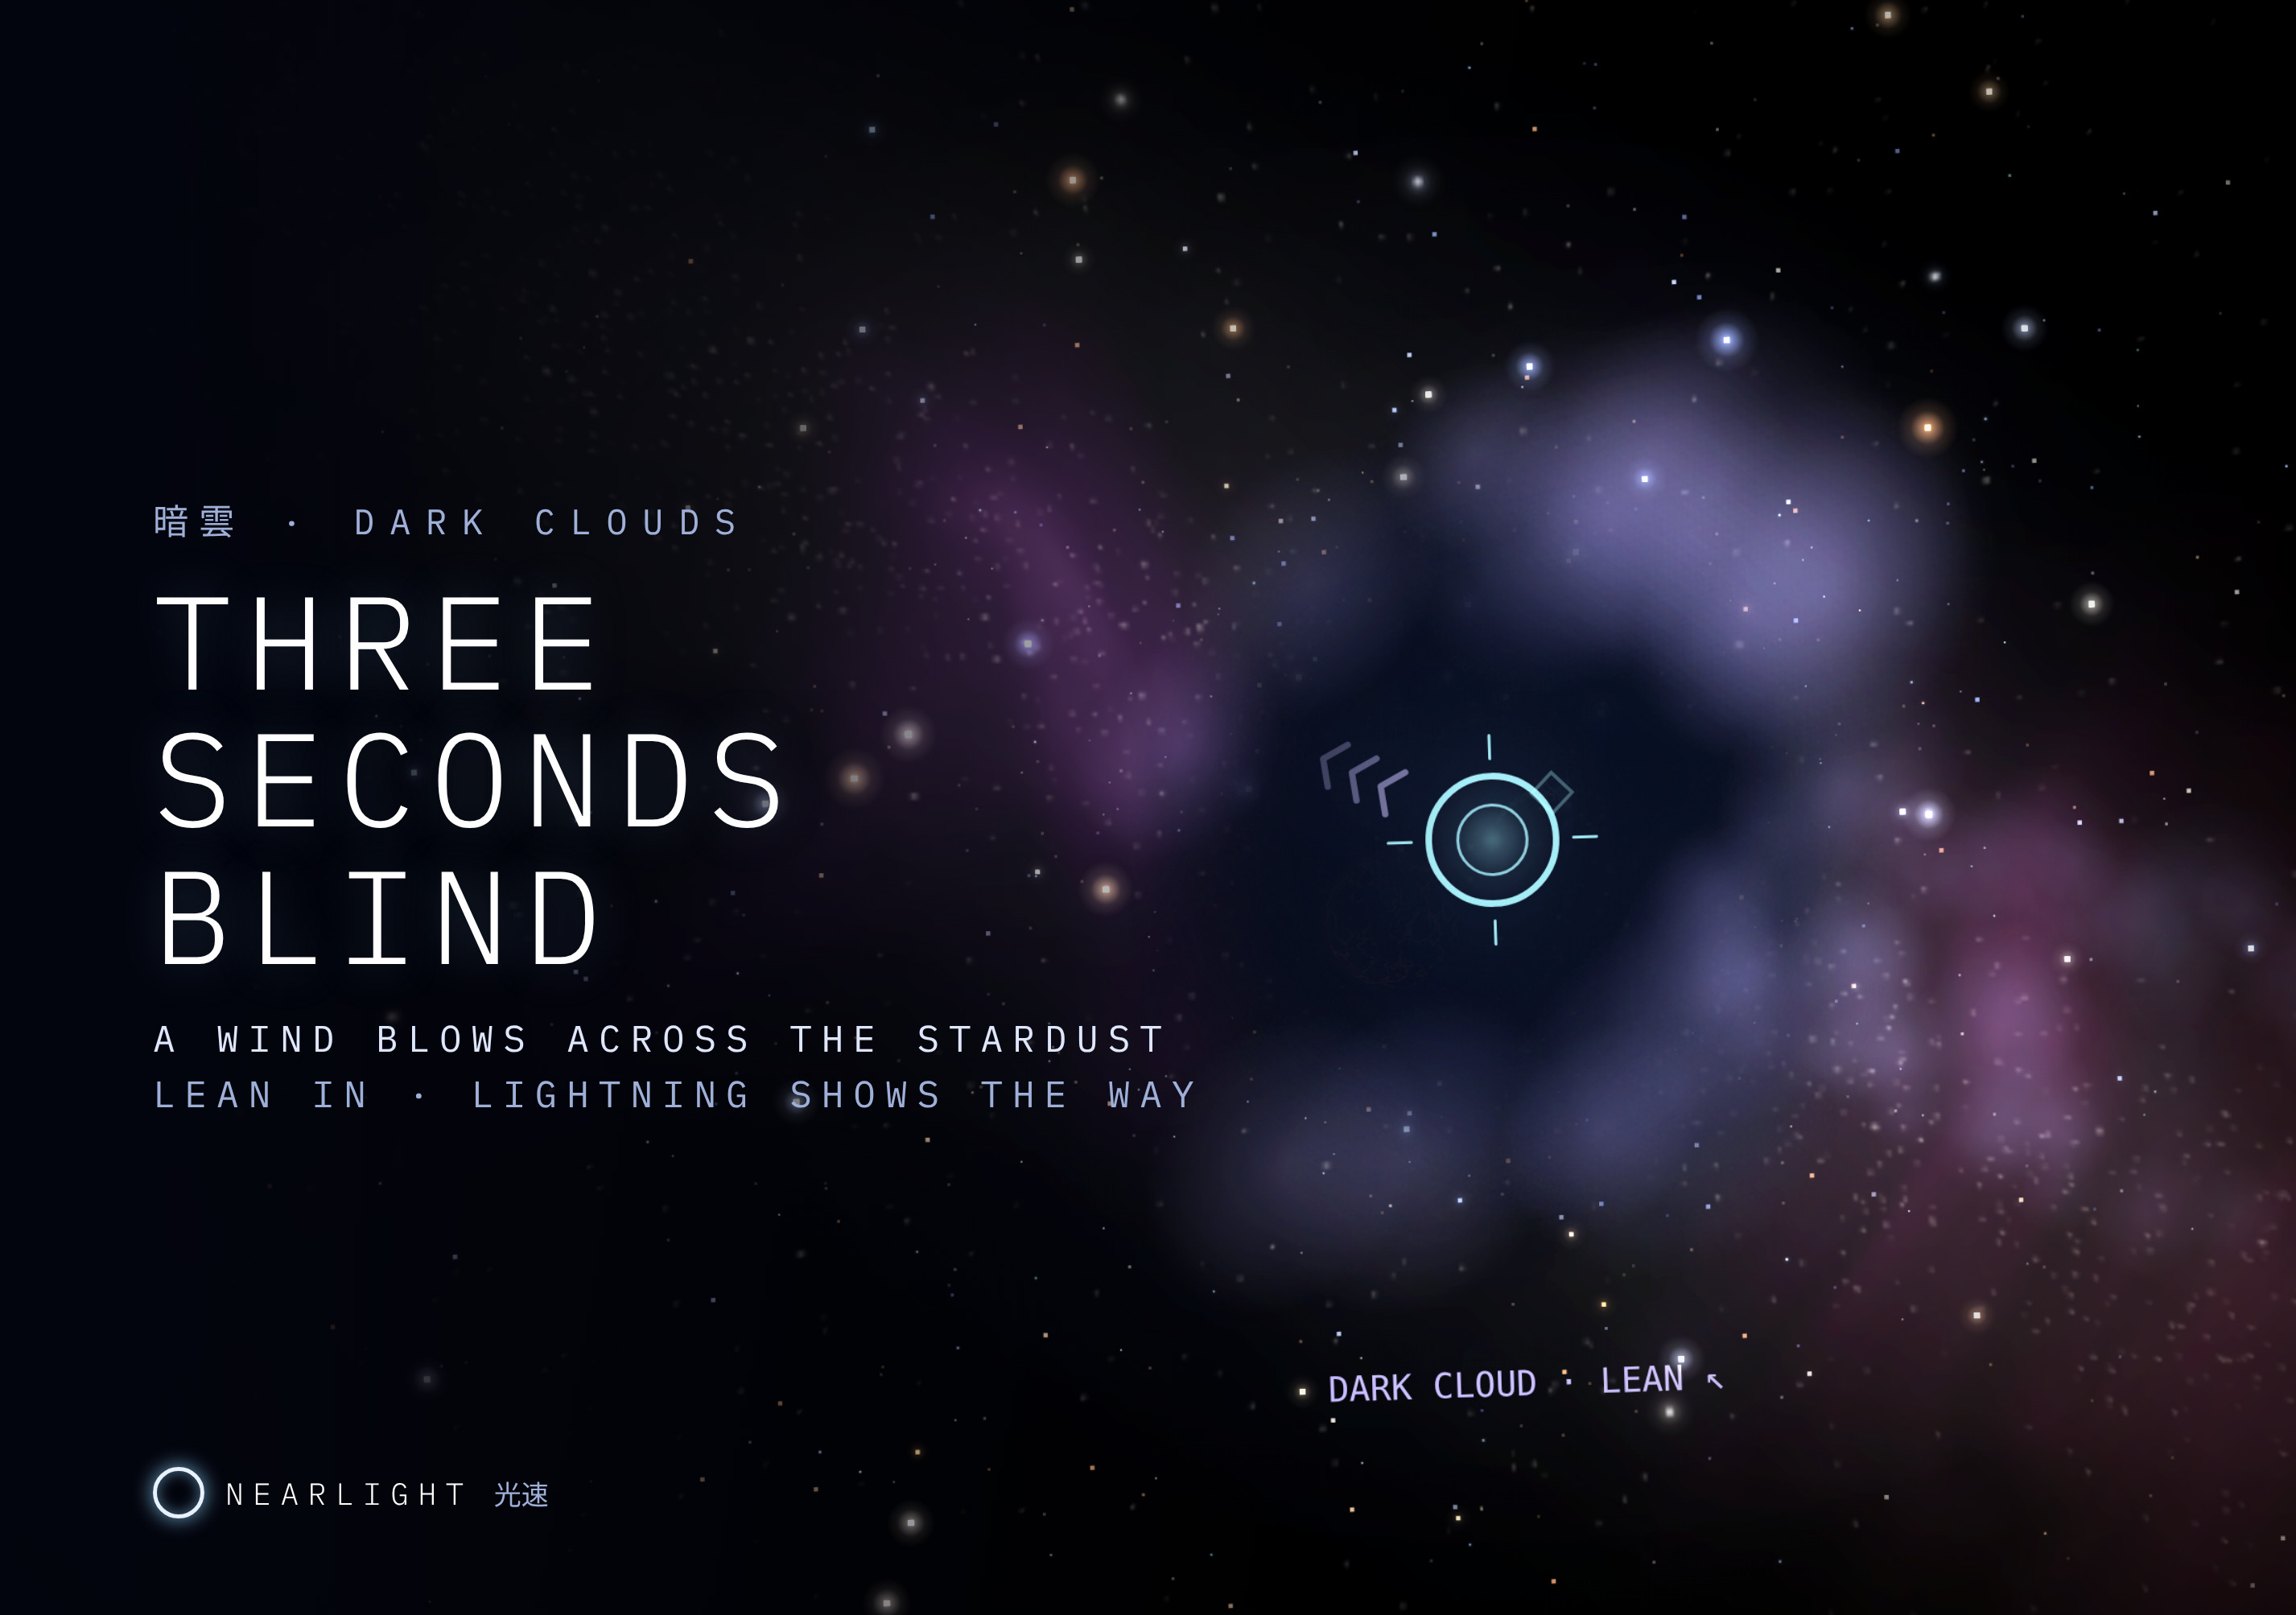 暗雲 · DARK CLOUDS
THREE
SECONDS
BLIND
A WIND BLOWS ACROSS THE STARDUST
LEAN IN · LIGHTNING SHOWS THE WAY
DARK CLOUD · LEAN ↖
NEARLIGHT 光速